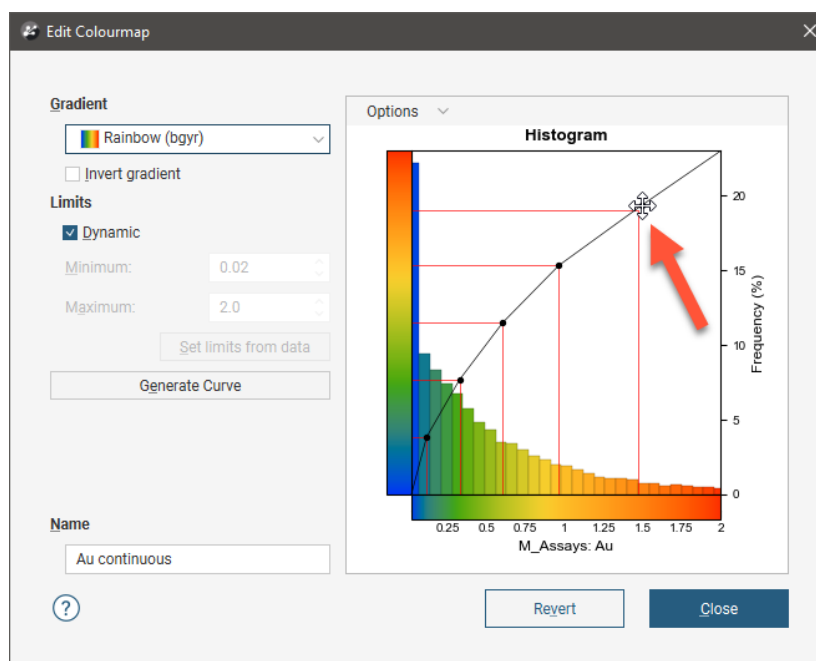 Edit Colourmap
Gradient
Rainbow (bgyr)
Invert gradient
Limits
Dynamic
Minimum:
0.02
Maximum:
2.0
Set limits from data
Generate Curve
Name
Au continuous
?
Options
Histogram
20
15
10
5
0
Frequency (%)
0.25 0.5 0.75 1 1.25 1.5 1.75 2
M_Assays: Au
Revert
Close